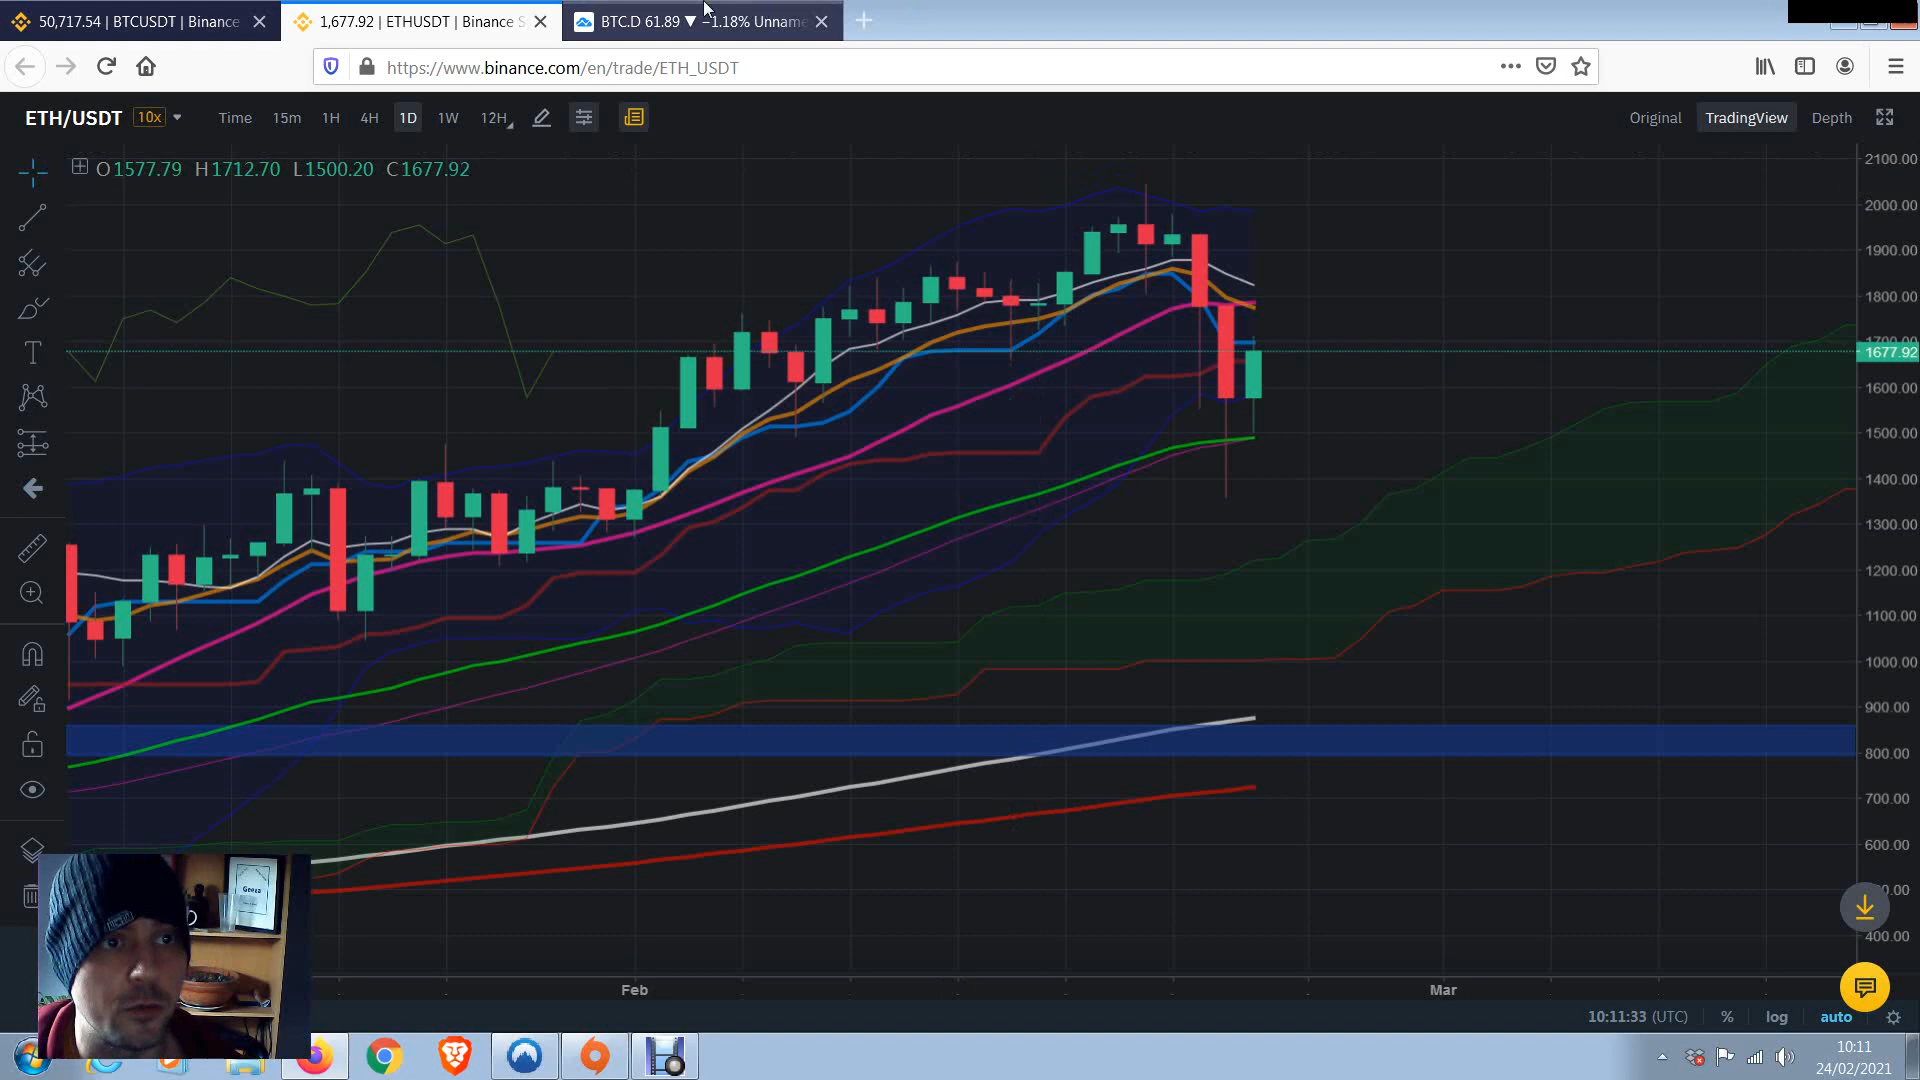 50,717.54 | BTCUSDT | Binance
1,677.92 | ETHUSDT | Binance S
BTC.D 61.89 ▼ −1.18% Unname
https://www.binance.com/en/trade/ETH_USDT
ETH/USDT 10x Time 15m 1H 4H 1D 1W 12H Original TradingView Depth
O1577.79 H1712.70 L1500.20 C1677.92
2100.00
2000.00
1900.00
1800.00
1700.00
1677.92
1600.00
1500.00
1400.00
1300.00
1200.00
1100.00
1000.00
900.00
800.00
700.00
600.00
400.00
Geeza
Feb Mar
10:11:33 (UTC) % log auto
10:11
24/02/2021